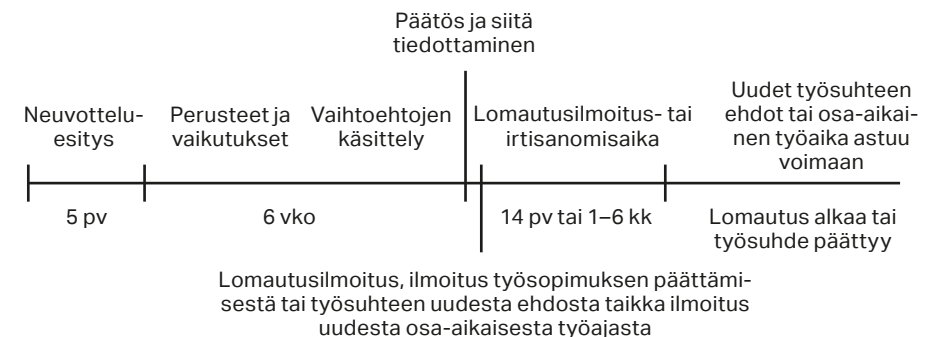 Päätös ja siitä
tiedottaminen
Neuvottelu-
esitys
Perusteet ja
vaikutukset
Vaihtoehtojen
käsittely
Lomautusilmoitus- tai
irtisanomisaika
Uudet työsuhteen
ehdot tai osa-aikai-
nen työaika astuu
voimaan
5 pv
6 vko
14 pv tai 1–6 kk
Lomautus alkaa tai
työsuhde päättyy
Lomautusilmoitus, ilmoitus työsopimuksen päättämi-
sestä tai työsuhteen uudesta ehdosta taikka ilmoitus
uudesta osa-aikaisesta työajasta